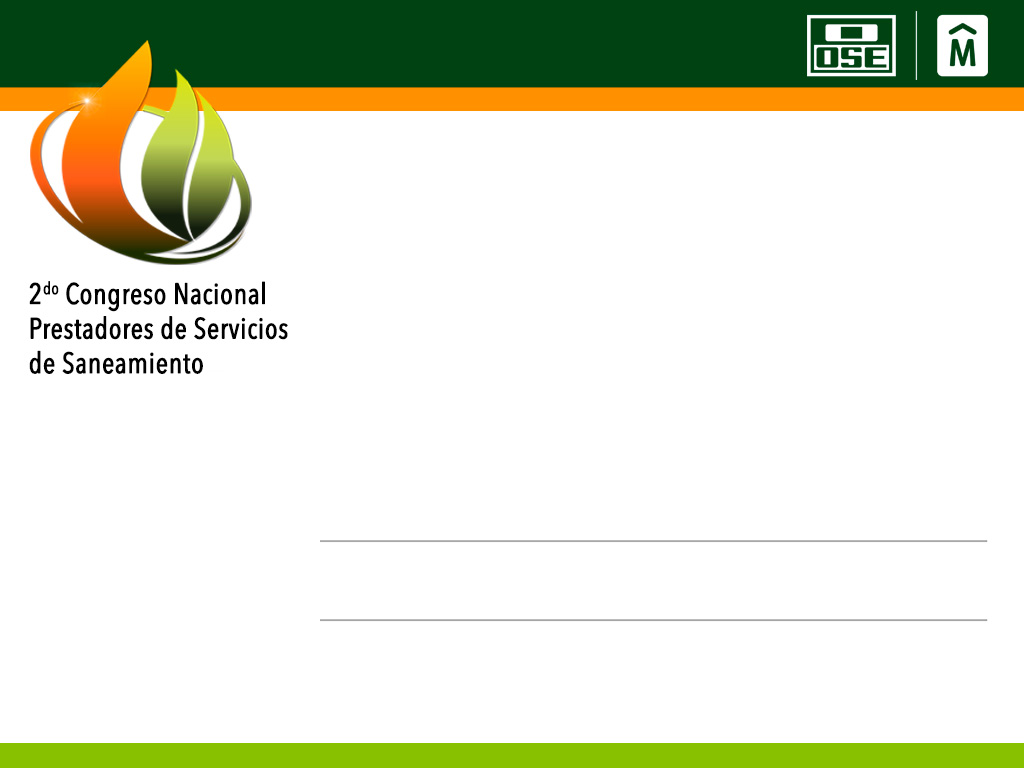 OSE
M
2do Congreso Nacional
Prestadores de Servicios
de Saneamiento